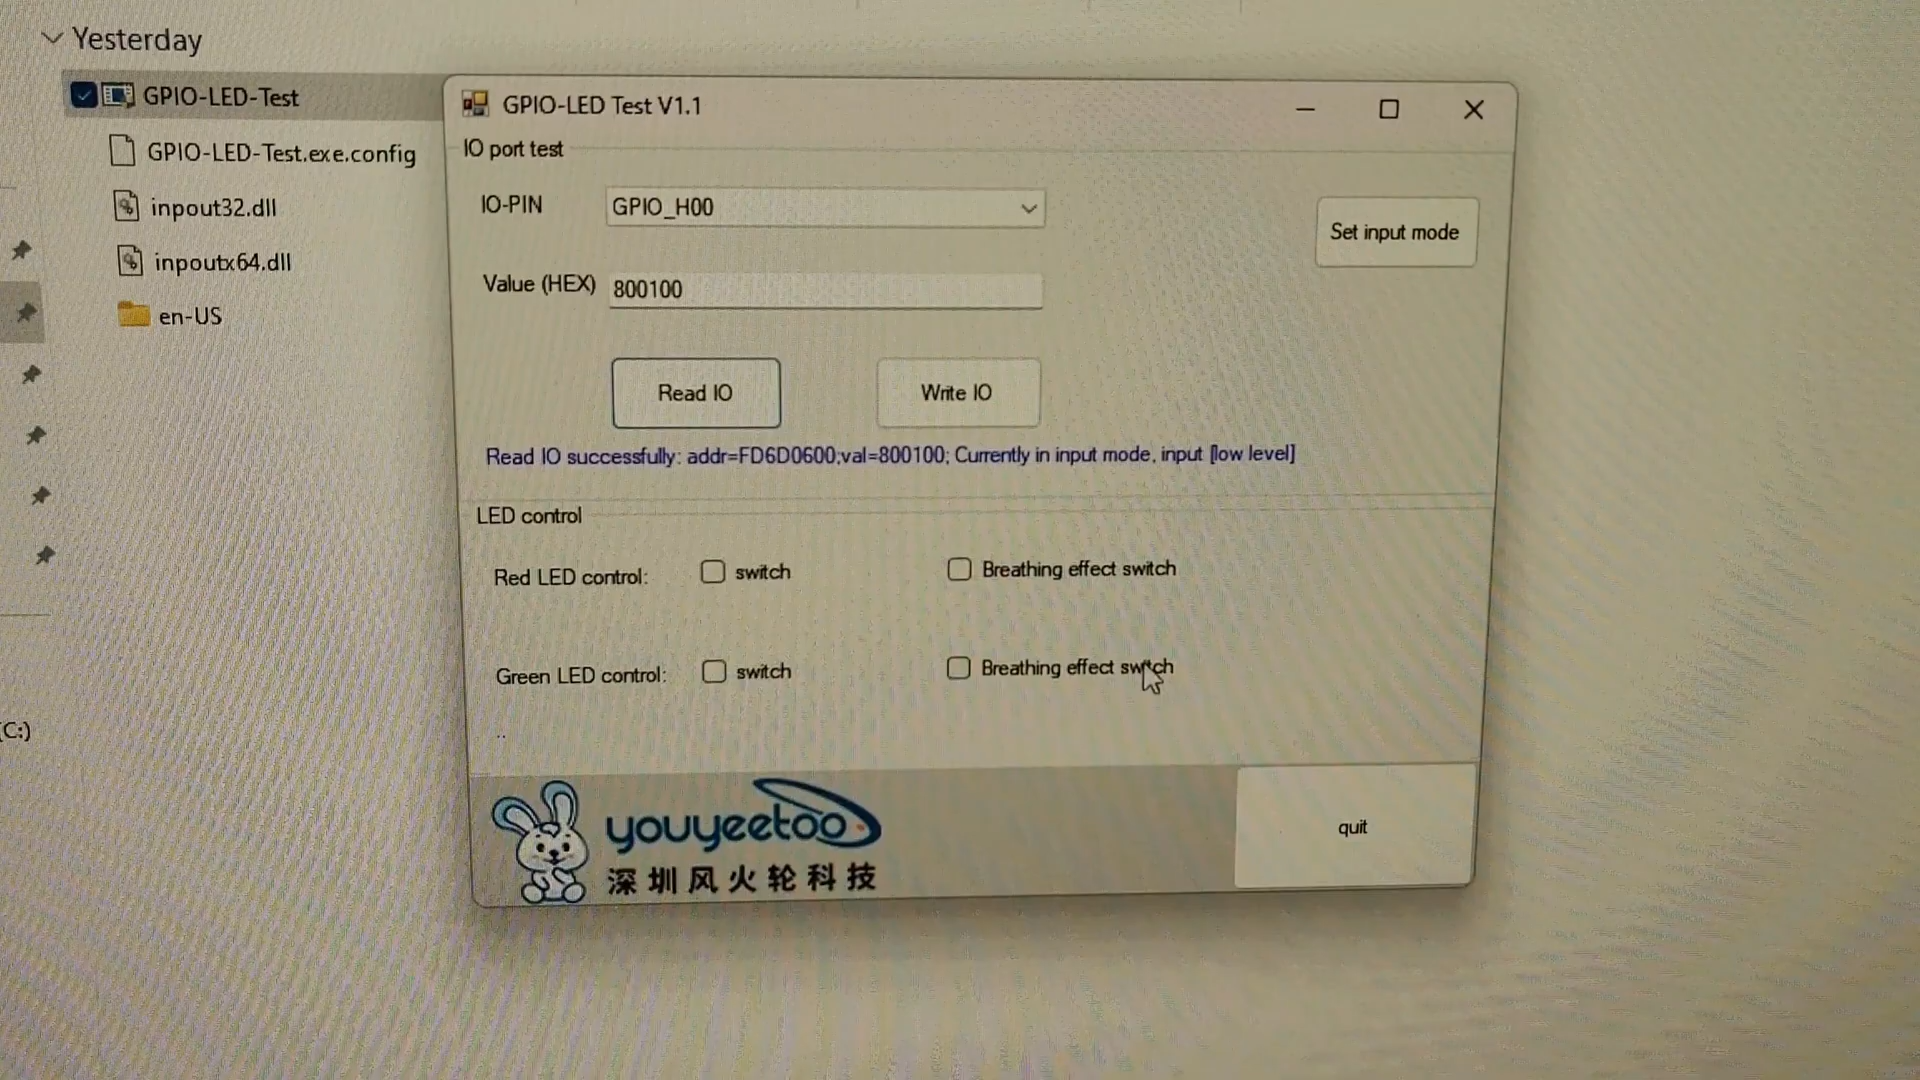 Yesterday
GPIO-LED-Test
GPIO-LED-Test.exe.config
inpout32.dll
inpoutx64.dll
en-US
(C:)
GPIO-LED Test V1.1
IO port test
IO-PIN
GPIO_H00
Set input mode
Value (HEX)
800100
Read IO
Write IO
Read IO successfully: addr=FD6D0600;val=800100; Currently in input mode, input [low level]
LED control
Red LED control:
switch
Breathing effect switch
Green LED control:
switch
Breathing effect switch
..
youyeetoo
深圳风火轮科技
quit